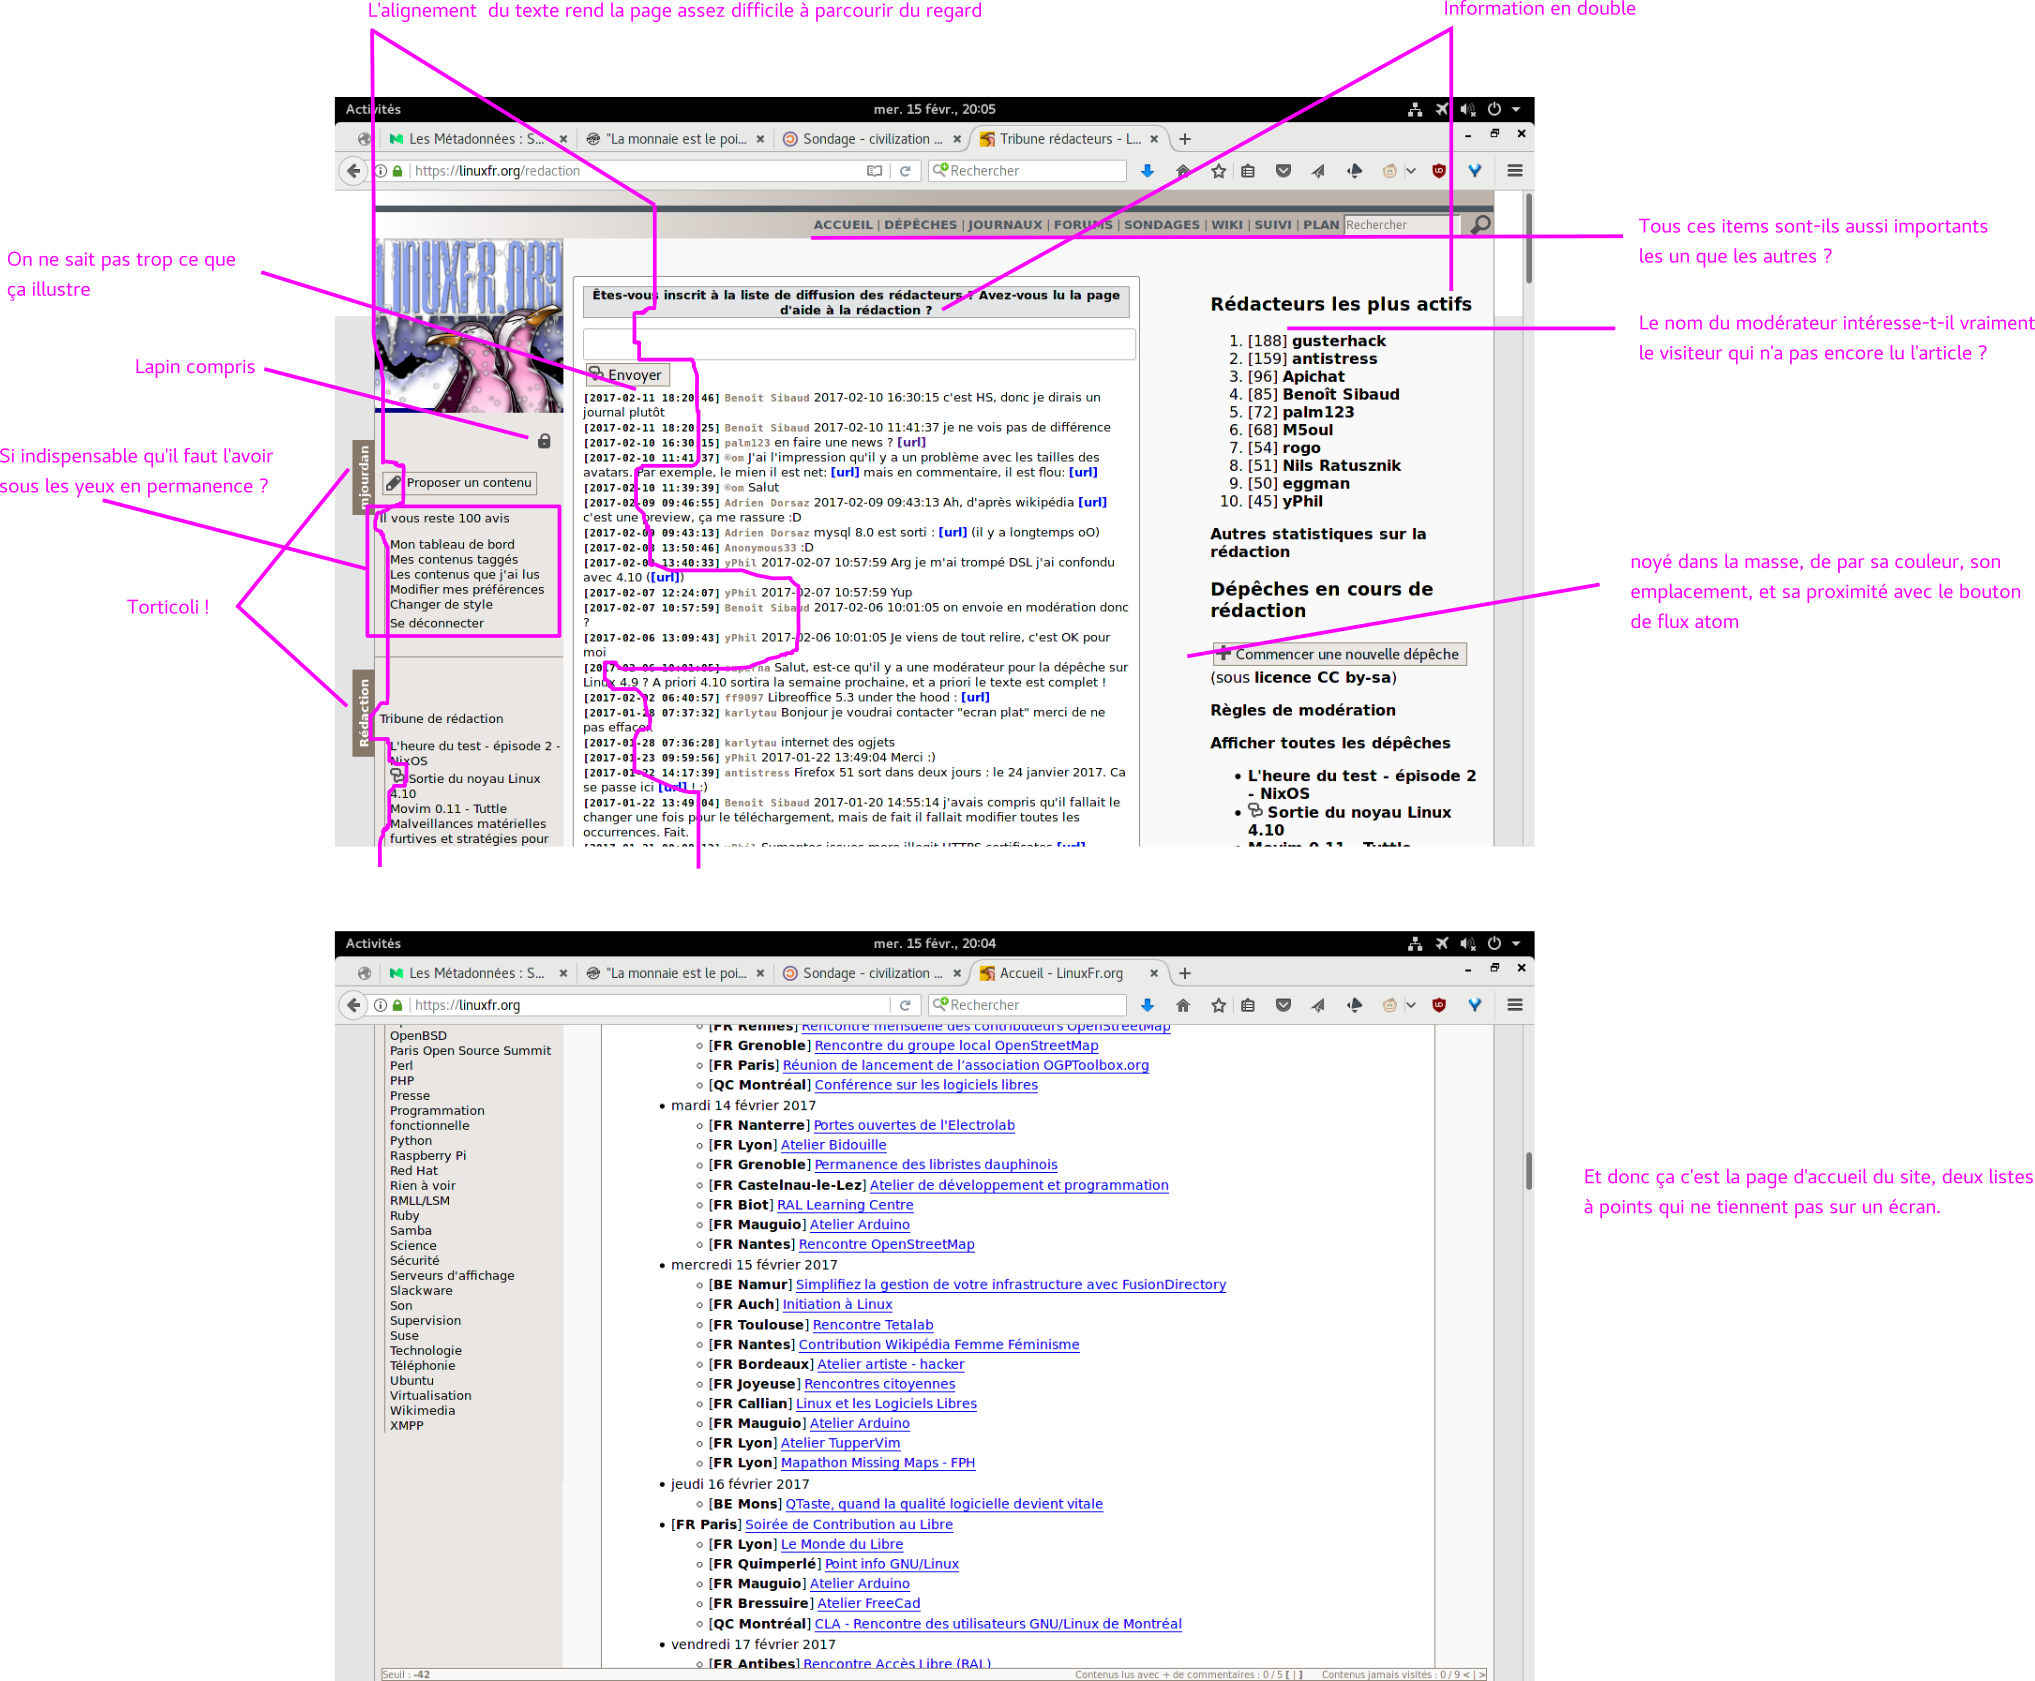 L'alignement  du texte rend la page assez difficile à parcourir du regard
Information en double
Activités
mer. 15 févr., 20:05
Les Métadonnées : S...
"La monnaie est le poi...
Sondage - civilization ...
Tribune rédacteurs - L...
https://linuxfr.org/redaction
Rechercher
ACCUEIL | DÉPÊCHES | JOURNAUX | FORUMS | SONDAGES | WIKI | SUIVI | PLAN
Rechercher
Tous ces items sont-ils aussi importants
les un que les autres ?
On ne sait pas trop ce que
ça illustre
LINUXFR.ORG
Lapin compris
Si indispensable qu'il faut l'avoir
sous les yeux en permanence ?
Torticoli !
mjourdan
Proposer un contenu
Il vous reste 100 avis
Mon tableau de bord
Mes contenus taggés
Les contenus que j'ai lus
Modifier mes préférences
Changer de style
Se déconnecter
Rédaction
Tribune de rédaction
L'heure du test - épisode 2 -
NixOS
Sortie du noyau Linux
4.10
Movim 0.11 - Tuttle
Malveillances matérielles
furtives et stratégies pour
Êtes-vous inscrit à la liste de diffusion des rédacteurs ? Avez-vous lu la page
d'aide à la rédaction ?
Envoyer
[2017-02-11 18:20:46] Benoît Sibaud 2017-02-10 16:30:15 c'est HS, donc je dirais un
journal plutôt
[2017-02-11 18:20:25] Benoît Sibaud 2017-02-10 11:41:37 je ne vois pas de différence
[2017-02-10 16:30:15] palm123 en faire une news ? [url]
[2017-02-10 11:41:37] ®om J'ai l'impression qu'il y a un problème avec les tailles des
avatars. Par exemple, le mien il est net: [url] mais en commentaire, il est flou: [url]
[2017-02-10 11:39:39] ®om Salut
[2017-02-09 09:46:55] Adrien Dorsaz 2017-02-09 09:43:13 Ah, d'après wikipédia [url]
c'est une preview, ça me rassure :D
[2017-02-09 09:43:13] Adrien Dorsaz mysql 8.0 est sorti : [url] (il y a longtemps oO)
[2017-02-08 13:50:46] Anonymous33 :D
[2017-02-08 13:40:33] yPhil 2017-02-07 10:57:59 Arg je m'ai trompé DSL j'ai confondu
avec 4.10 ([url])
[2017-02-07 12:24:07] yPhil 2017-02-07 10:57:59 Yup
[2017-02-07 10:57:59] Benoît Sibaud 2017-02-06 10:01:05 on envoie en modération donc
?
[2017-02-06 13:09:43] yPhil 2017-02-06 10:01:05 Je viens de tout relire, c'est OK pour
moi
[2017-02-06 10:01:05] superna Salut, est-ce qu'il y a une modérateur pour la dépêche sur
Linux 4.9 ? A priori 4.10 sortira la semaine prochaine, et a priori le texte est complet !
[2017-02-02 06:40:57] ff9097 Libreoffice 5.3 under the hood : [url]
[2017-01-28 07:37:32] karlytau Bonjour je voudrai contacter "ecran plat" merci de ne
pas effacer.
[2017-01-28 07:36:28] karlytau internet des ogjets
[2017-01-23 09:59:56] yPhil 2017-01-22 13:49:04 Merci :)
[2017-01-22 14:17:39] antistress Firefox 51 sort dans deux jours : le 24 janvier 2017. Ca
se passe ici [url] ! :)
[2017-01-22 13:49:04] Benoît Sibaud 2017-01-20 14:55:14 j'avais compris qu'il fallait le
changer une fois pour le téléchargement, mais de fait il fallait modifier toutes les
occurrences. Fait.
yPhil Symantec issues more illegit HTTPS certificates [url]
Rédacteurs les plus actifs
1. [188] gusterhack
2. [159] antistress
3. [96] Apichat
4. [85] Benoît Sibaud
5. [72] palm123
6. [68] M5oul
7. [54] rogo
8. [51] Nils Ratusznik
9. [50] eggman
10. [45] yPhil
Autres statistiques sur la
rédaction
Dépêches en cours de
rédaction
Commencer une nouvelle dépêche
(sous licence CC by-sa)
Règles de modération
Afficher toutes les dépêches
• L'heure du test - épisode 2
- NixOS
• Sortie du noyau Linux
4.10
• Movim 0.11 - Tuttle
Le nom du modérateur intéresse-t-il vraiment
le visiteur qui n'a pas encore lu l'article ?
noyé dans la masse, de par sa couleur, son
emplacement, et sa proximité avec le bouton
de flux atom
Activités
mer. 15 févr., 20:04
Les Métadonnées : S...
"La monnaie est le poi...
Sondage - civilization ...
Accueil - LinuxFr.org
https://linuxfr.org
Rechercher
OpenBSD
Paris Open Source Summit
Perl
PHP
Presse
Programmation
fonctionnelle
Python
Raspberry Pi
Red Hat
Rien à voir
RMLL/LSM
Ruby
Samba
Science
Sécurité
Serveurs d'affichage
Slackware
Son
Supervision
Suse
Technologie
Téléphonie
Ubuntu
Virtualisation
Wikimedia
XMPP
[FR Rennes] Rencontre mensuelle des contributeurs OpenStreetMap
[FR Grenoble] Rencontre du groupe local OpenStreetMap
[FR Paris] Réunion de lancement de l'association OGPToolbox.org
[QC Montréal] Conférence sur les logiciels libres
• mardi 14 février 2017
[FR Nanterre] Portes ouvertes de l'Electrolab
[FR Lyon] Atelier Bidouille
[FR Grenoble] Permanence des libristes dauphinois
[FR Castelnau-le-Lez] Atelier de développement et programmation
[FR Biot] RAL Learning Centre
[FR Mauguio] Atelier Arduino
[FR Nantes] Rencontre OpenStreetMap
• mercredi 15 février 2017
[BE Namur] Simplifiez la gestion de votre infrastructure avec FusionDirectory
[FR Auch] Initiation à Linux
[FR Toulouse] Rencontre Tetalab
[FR Nantes] Contribution Wikipédia Femme Féminisme
[FR Bordeaux] Atelier artiste - hacker
[FR Joyeuse] Rencontres citoyennes
[FR Callian] Linux et les Logiciels Libres
[FR Mauguio] Atelier Arduino
[FR Lyon] Atelier TupperVim
[FR Lyon] Mapathon Missing Maps - FPH
• jeudi 16 février 2017
[BE Mons] QTaste, quand la qualité logicielle devient vitale
• [FR Paris] Soirée de Contribution au Libre
[FR Lyon] Le Monde du Libre
[FR Quimperlé] Point info GNU/Linux
[FR Mauguio] Atelier Arduino
[FR Bressuire] Atelier FreeCad
[QC Montréal] CLA - Rencontre des utilisateurs GNU/Linux de Montréal
• vendredi 17 février 2017
[FR Antibes] Rencontre Accès Libre (RAL)
Seuil : -42
Contenus lus avec + de commentaires : 0 / 5 [ | ]
Contenus jamais visités : 0 / 9 < | >
Et donc ça c'est la page d'accueil du site, deux listes
à points qui ne tiennent pas sur un écran.